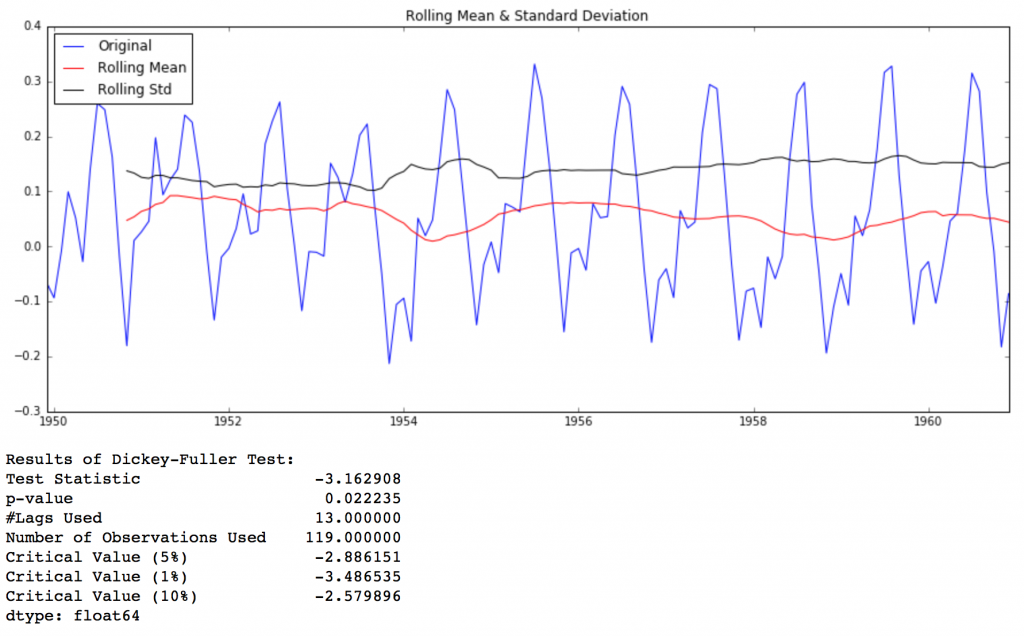 Rolling Mean & Standard Deviation
0.4
Original
Rolling Mean
Rolling Std
0.3
0.2
0.1
0.0
−0.1
−0.2
−0.3
1950 1952 1954 1956 1958 1960
Results of Dickey-Fuller Test:
Test Statistic -3.162908
p-value 0.022235
#Lags Used 13.000000
Number of Observations Used 119.000000
Critical Value (5%) -2.886151
Critical Value (1%) -3.486535
Critical Value (10%) -2.579896
dtype: float64